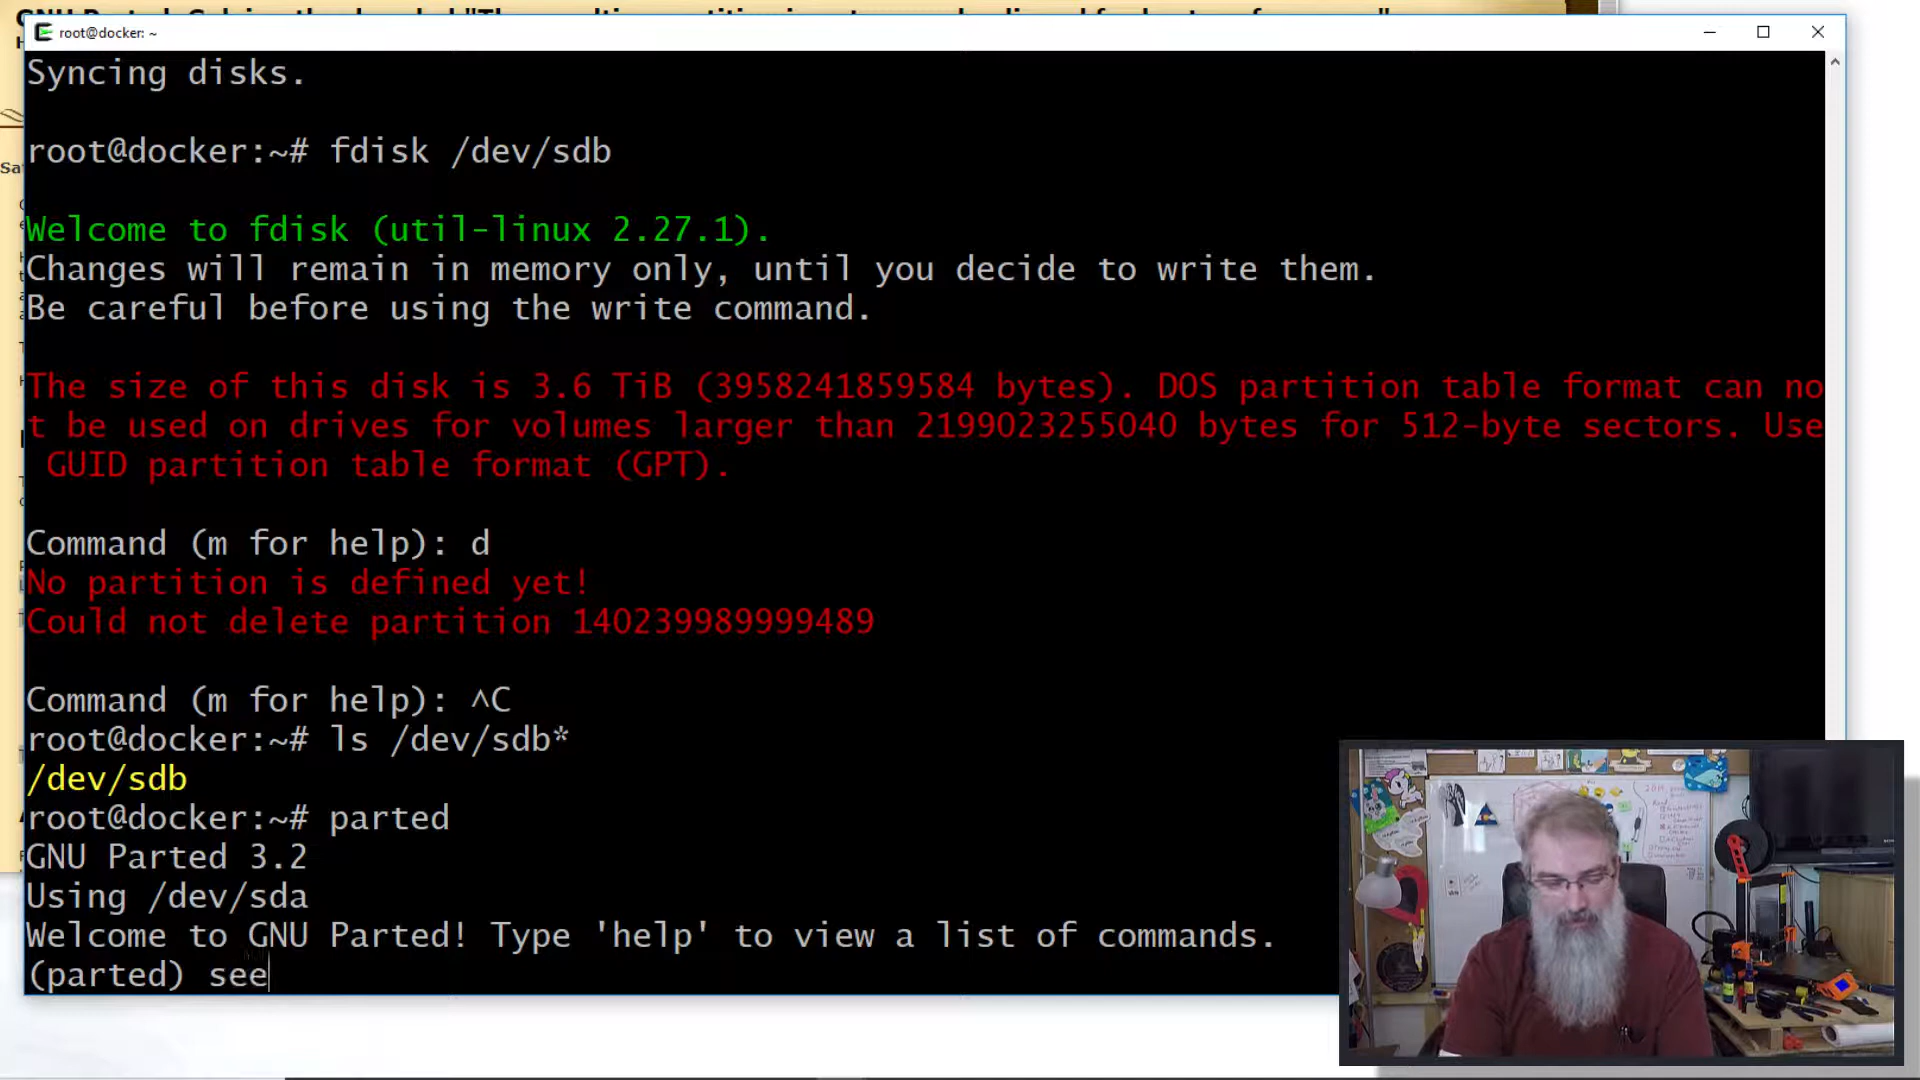 root@docker: ~
Syncing disks.
root@docker:~# fdisk /dev/sdb
Welcome to fdisk (util-linux 2.27.1).
Changes will remain in memory only, until you decide to write them.
Be careful before using the write command.
The size of this disk is 3.6 TiB (3958241859584 bytes). DOS partition table format can no
t be used on drives for volumes larger than 2199023255040 bytes for 512-byte sectors. Use
GUID partition table format (GPT).
Command (m for help): d
No partition is defined yet!
Could not delete partition 140239989999489
Command (m for help): ^C
root@docker:~# ls /dev/sdb*
/dev/sdb
root@docker:~# parted
GNU Parted 3.2
Using /dev/sda
Welcome to GNU Parted! Type 'help' to view a list of commands.
(parted) see